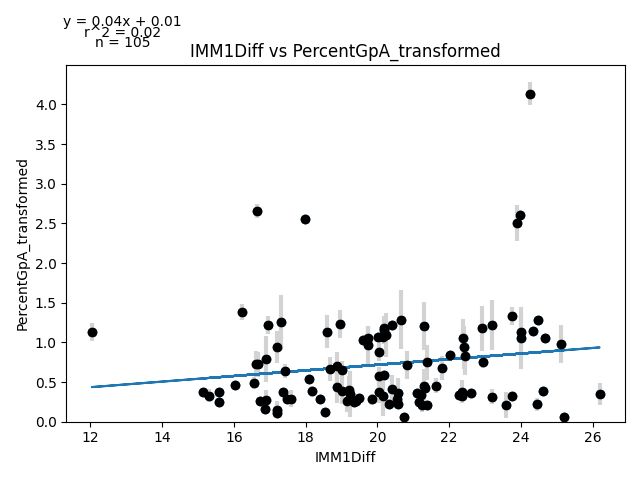 y = 0.04x + 0.01
r^2 = 0.02
n = 105
IMM1Diff vs PercentGpA_transformed
PercentGpA_transformed
4.0
3.5
3.0
2.5
2.0
1.5
1.0
0.5
0.0
12 14 16 18 20 22 24 26
IMM1Diff